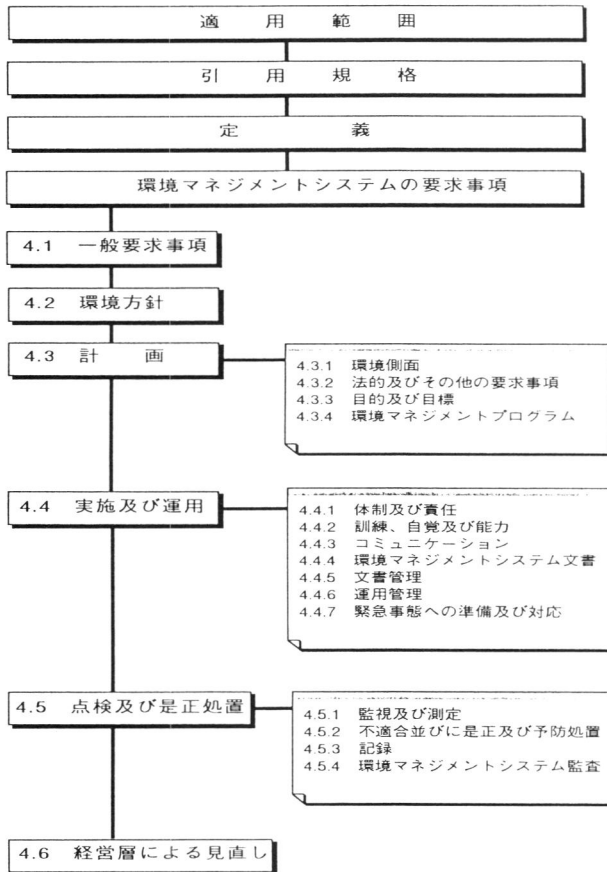 適用範囲
引用規格
定義
環境マネジメントシステムの要求事項
4.1 一般要求事項
4.2 環境方針
4.3 計画
4.3.1 環境側面
4.3.2 法的及びその他の要求事項
4.3.3 目的及び目標
4.3.4 環境マネジメントプログラム
4.4 実施及び運用
4.4.1 体制及び責任
4.4.2 訓練、自覚及び能力
4.4.3 コミュニケーション
4.4.4 環境マネジメントシステム文書
4.4.5 文書管理
4.4.6 運用管理
4.4.7 緊急事態への準備及び対応
4.5 点検及び是正処置
4.5.1 監視及び測定
4.5.2 不適合並びに是正及び予防処置
4.5.3 記録
4.5.4 環境マネジメントシステム監査
4.6 経営層による見直し